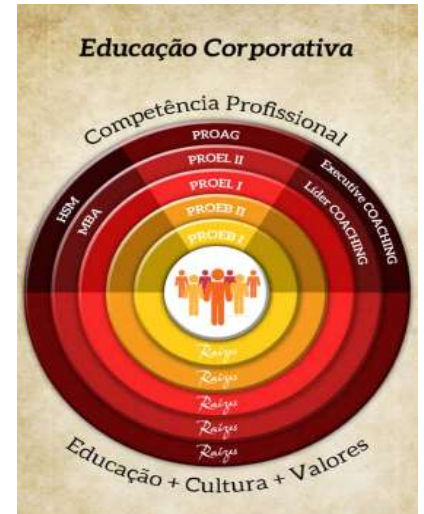 Educação Corporativa
Competência Profissional
PROAG
PROEL II
PROEL I
PROEB II
PROEB I
HSM
MBA
Executive COACHING
Líder COACHING
Raízes
Raízes
Raízes
Raízes
Raízes
Educação + Cultura + Valores